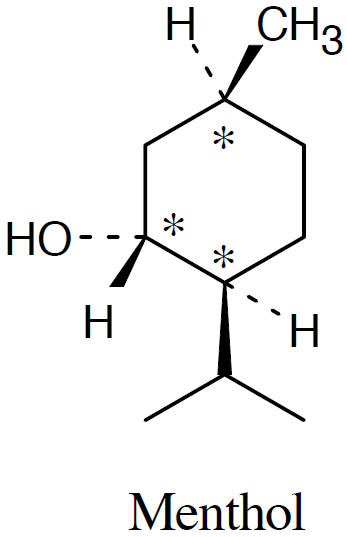 H CH₃
*
HO * *
H H
Menthol